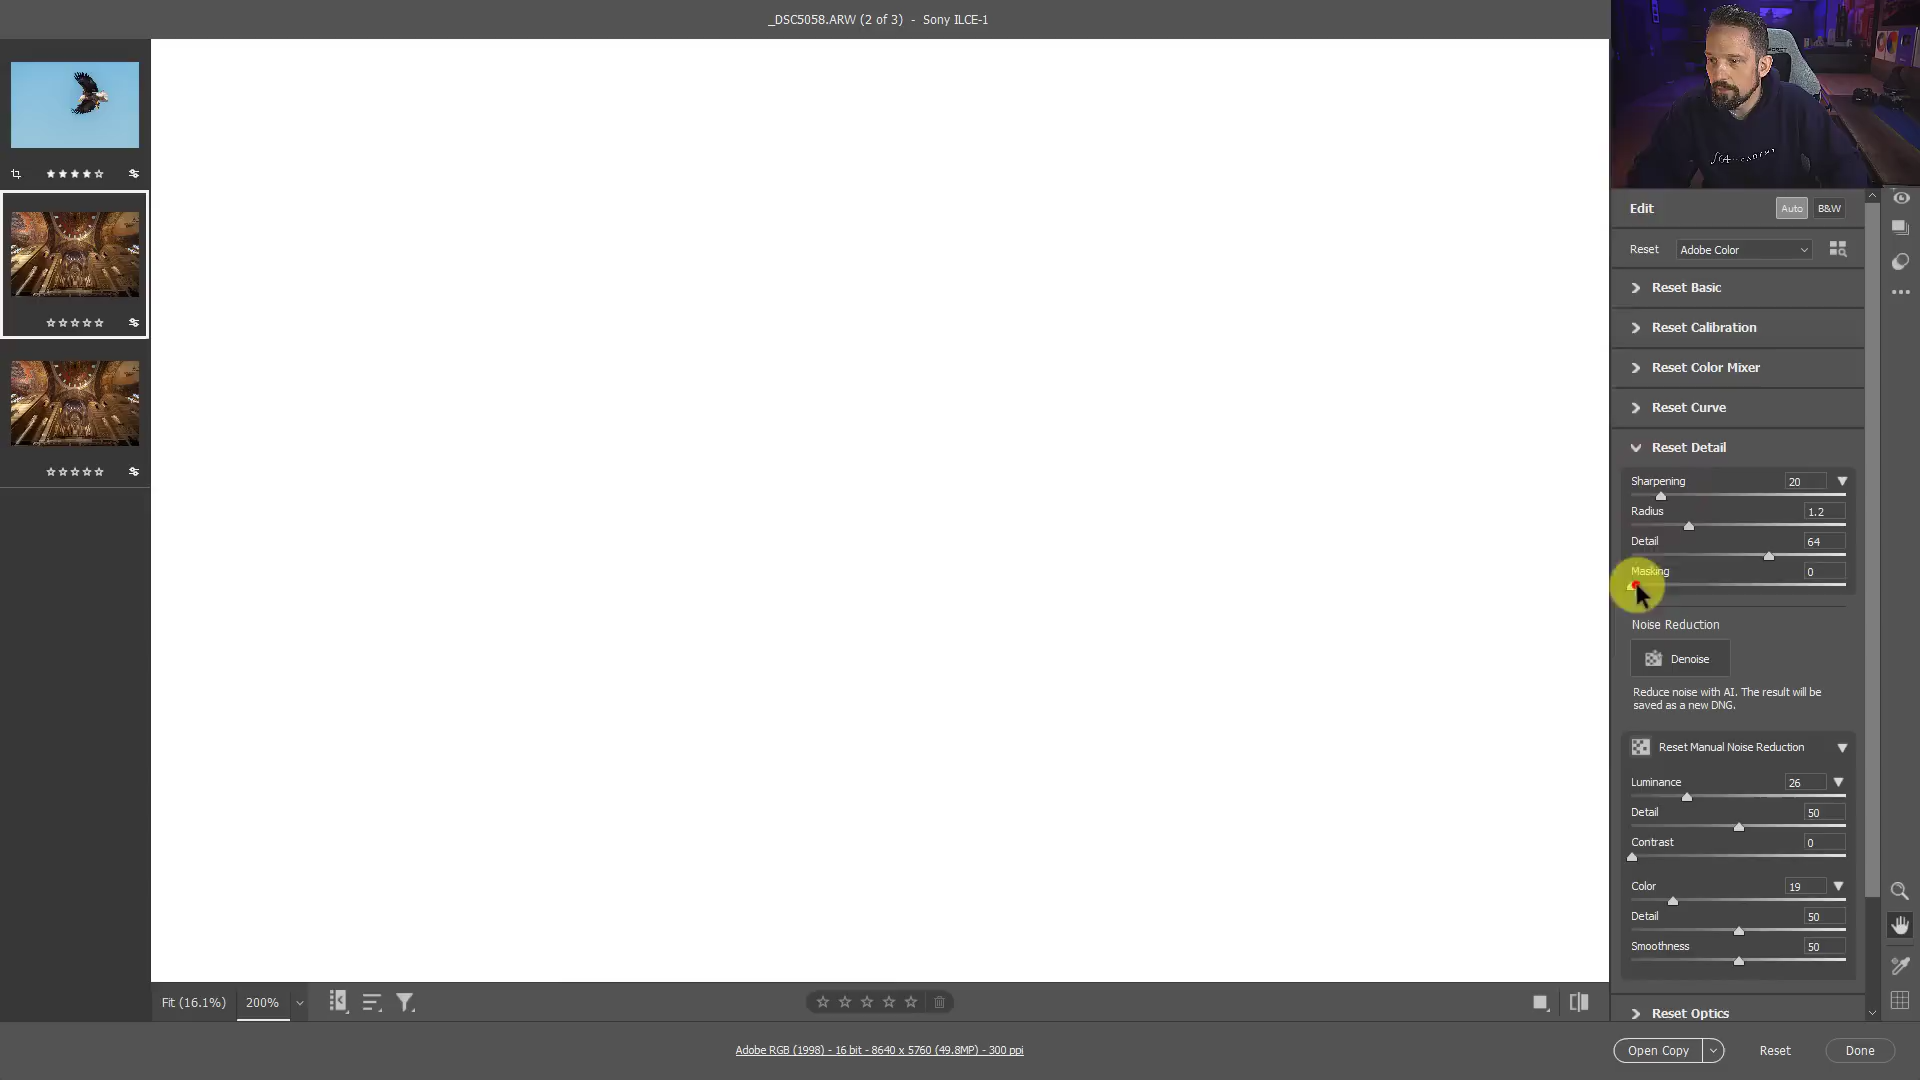 _DSC5058.ARW (2 of 3) - Sony ILCE-1
Edit
Auto
B&W
Reset
Adobe Color
Reset Basic
Reset Calibration
Reset Color Mixer
Reset Curve
Reset Detail
Sharpening
20
Radius
1.2
Detail
64
Masking
0
Noise Reduction
Denoise
Reduce noise with AI. The result will be
saved as a new DNG.
Reset Manual Noise Reduction
Luminance
26
Detail
50
Contrast
0
Color
19
Detail
50
Smoothness
50
Reset Optics
Fit (16.1%)
200%
Adobe RGB (1998) - 16 bit - 8640 x 5760 (49.8MP) - 300 ppi
Open Copy
Reset
Done